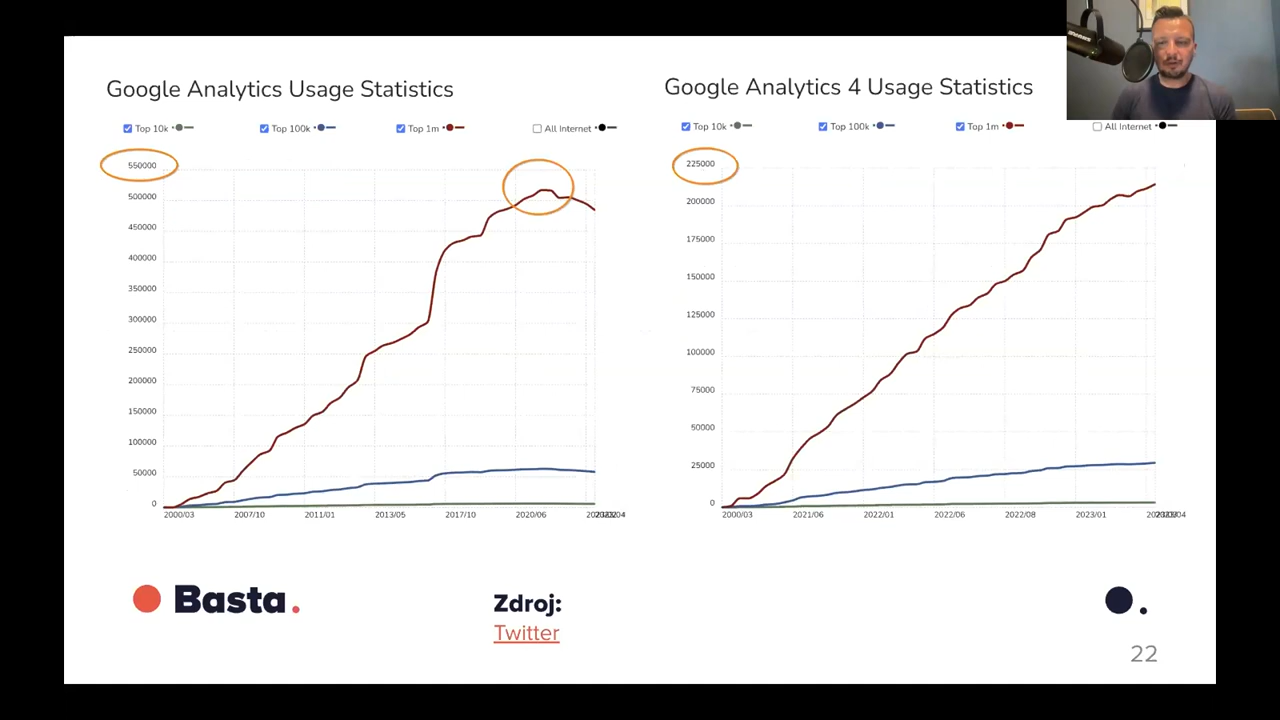 Google Analytics Usage Statistics
Top 10k
Top 100k
Top 1m
All Internet
550000
500000
450000
400000
350000
300000
250000
200000
150000
100000
50000
0
2000/03
2007/10
2011/01
2013/05
2017/10
2020/06
Google Analytics 4 Usage Statistics
Top 10k
Top 100k
Top 1m
All Internet
225000
200000
175000
150000
125000
100000
75000
50000
25000
0
2000/03
2021/06
2022/01
2022/06
2022/08
2023/01
Basta.
Zdroj:
Twitter
22